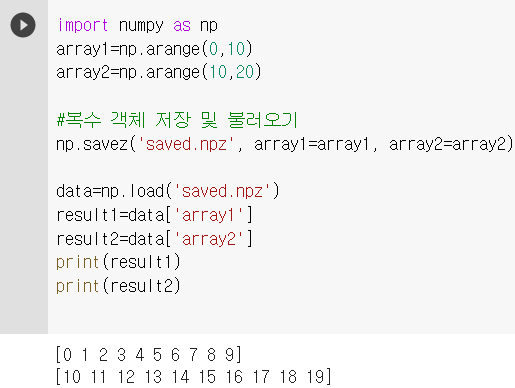 import numpy as np
array1=np.arange(0,10)
array2=np.arange(10,20)
#복수 객체 저장 및 불러오기
np.savez('saved.npz', array1=array1, array2=array2)
data=np.load('saved.npz')
result1=data['array1']
result2=data['array2']
print(result1)
print(result2)
[0 1 2 3 4 5 6 7 8 9]
[10 11 12 13 14 15 16 17 18 19]